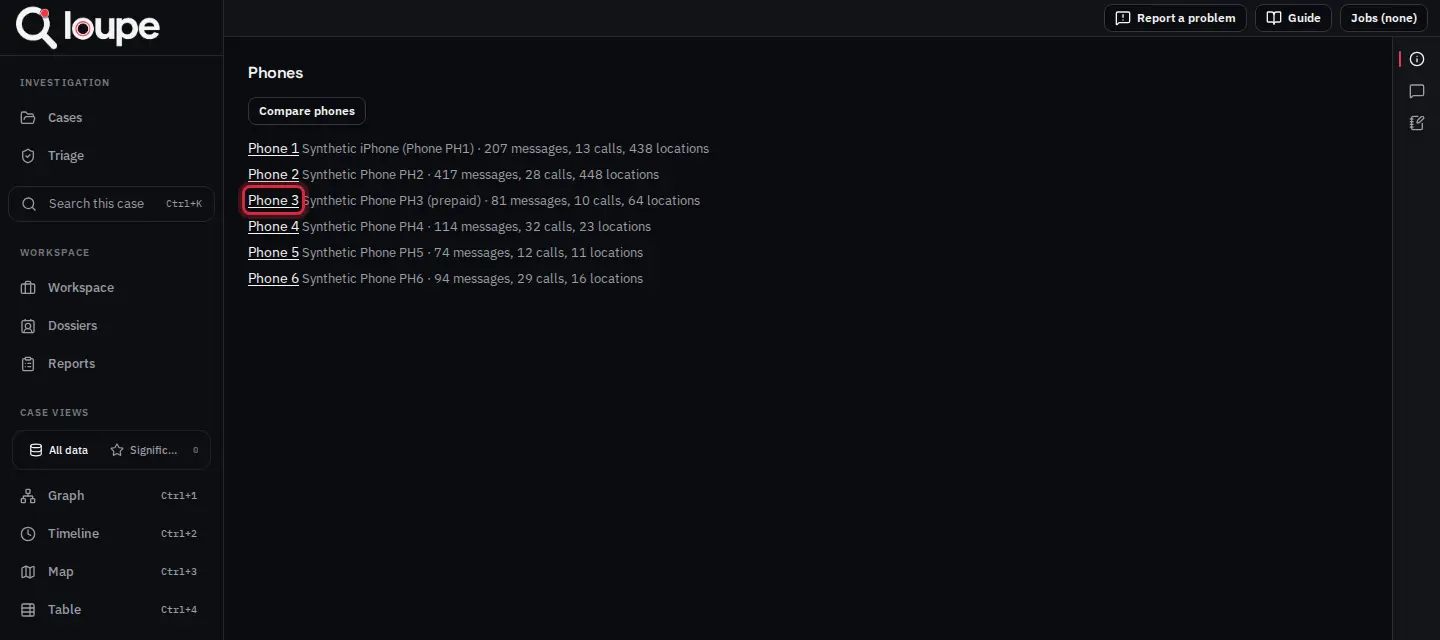 loupe
Report a problem
Guide
Jobs (none)
INVESTIGATION
Cases
Triage
Search this case Ctrl+K
WORKSPACE
Workspace
Dossiers
Reports
CASE VIEWS
All data Signific... 0
Graph Ctrl+1
Timeline Ctrl+2
Map Ctrl+3
Table Ctrl+4
Phones
Compare phones
Phone 1 Synthetic iPhone (Phone PH1) · 207 messages, 13 calls, 438 locations
Phone 2 Synthetic Phone PH2 · 417 messages, 28 calls, 448 locations
Phone 3 Synthetic Phone PH3 (prepaid) · 81 messages, 10 calls, 64 locations
Phone 4 Synthetic Phone PH4 · 114 messages, 32 calls, 23 locations
Phone 5 Synthetic Phone PH5 · 74 messages, 12 calls, 11 locations
Phone 6 Synthetic Phone PH6 · 94 messages, 29 calls, 16 locations